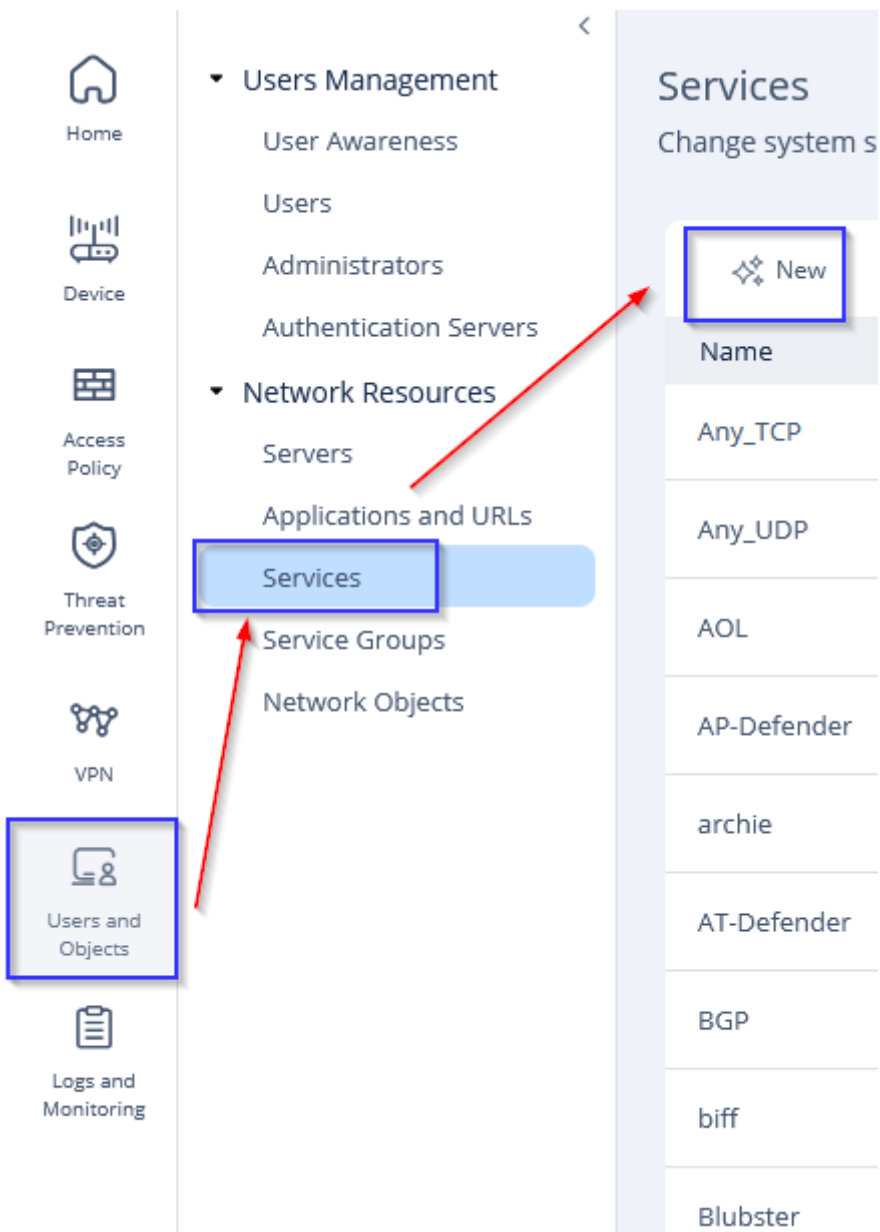 Home
Device
Access
Policy
Threat
Prevention
VPN
Users and
Objects
Logs and
Monitoring
Users Management
User Awareness
Users
Administrators
Authentication Servers
Network Resources
Servers
Applications and URLs
Services
Service Groups
Network Objects
Services
Change system s
New
Name
Any_TCP
Any_UDP
AOL
AP-Defender
archie
AT-Defender
BGP
biff
Blubster